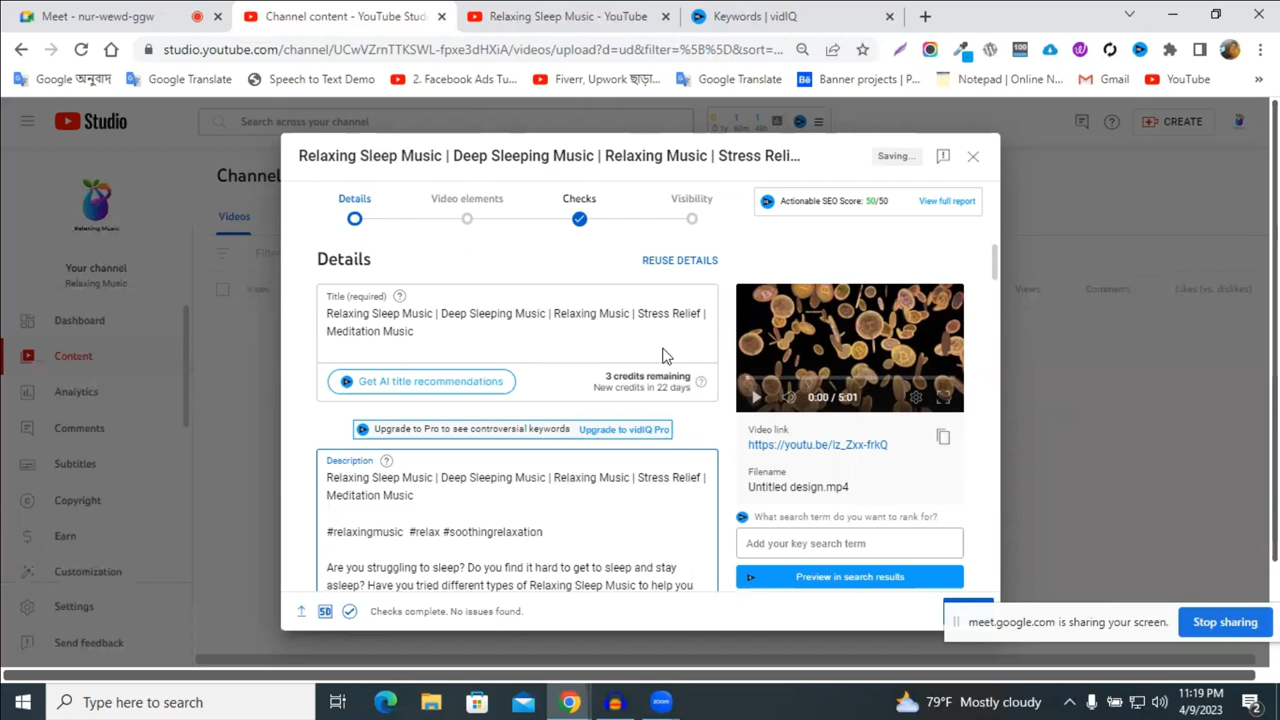 Meet - nur-wewd-ggw
Channel content - YouTube Studio
Relaxing Sleep Music - YouTube
Keywords | vidIQ
studio.youtube.com/channel/UCwVZrnTTKSWL-fpxe3dHXiA/videos/upload?d=ud&filter=%5B%5D&sort=...
Google অনুবাদ
Google Translate
Speech to Text Demo
2. Facebook Ads Tu...
Fiverr, Upwork ছাড়া...
Google Translate
Banner projects | P...
Notepad | Online N...
Gmail
YouTube
Studio
Search across your channel
CREATE
Relaxing Sleep Music | Deep Sleeping Music | Relaxing Music | Stress Reli...
Saving...
Channel
Details
Video elements
Checks
Visibility
Actionable SEO Score: 50/50
View full report
Relaxing Music
Videos
Details
REUSE DETAILS
Your channel
Relaxing Music
Video
Views
Comments
Likes (vs. dislikes)
Title (required)
Relaxing Sleep Music | Deep Sleeping Music | Relaxing Music | Stress Relief |
Meditation Music
Dashboard
Content
Analytics
Comments
Subtitles
Copyright
Earn
Customization
Settings
Send feedback
Get AI title recommendations
3 credits remaining
New credits in 22 days
0:00 / 5:01
Upgrade to Pro to see controversial keywords
Upgrade to vidIQ Pro
Video link
https://youtu.be/lz_Zxx-frkQ
Filename
Untitled design.mp4
Description
Relaxing Sleep Music | Deep Sleeping Music | Relaxing Music | Stress Relief |
Meditation Music
#relaxingmusic #relax #soothingrelaxation
Are you struggling to sleep? Do you find it hard to get to sleep and stay
asleep? Have you tried different types of Relaxing Sleep Music to help you
What search term do you want to rank for?
Add your key search term
Preview in search results
SD
Checks complete. No issues found.
meet.google.com is sharing your screen.
Stop sharing
Type here to search
zoom
79°F Mostly cloudy
11:19 PM
4/9/2023
2